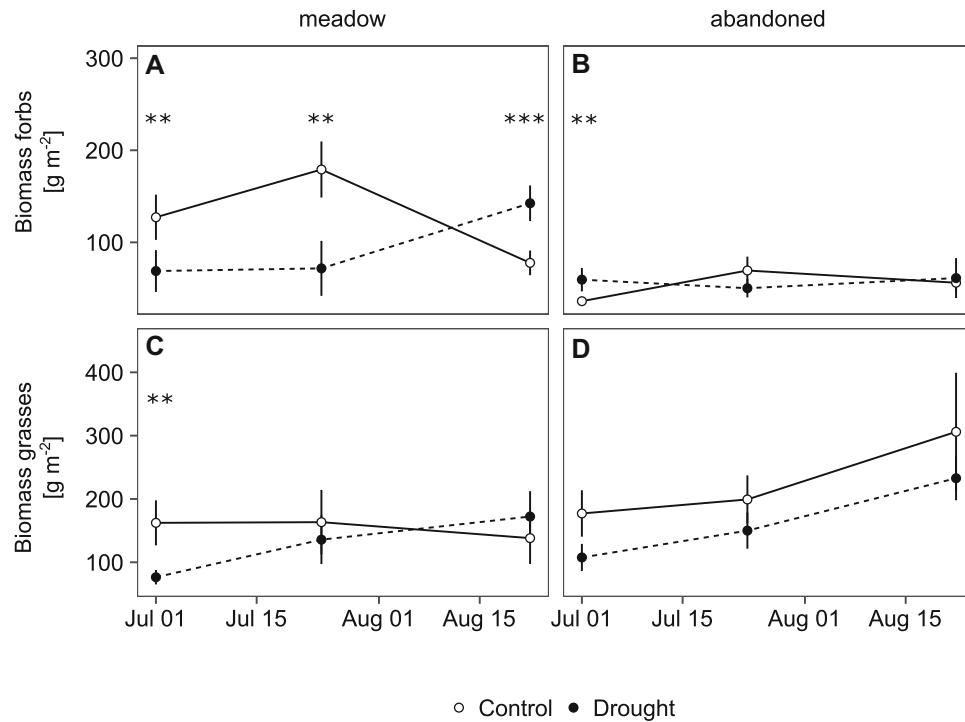 meadow abandoned
Biomass forbs
[g m-2]
300
200
100
A
** ** ***
B
**
Biomass grasses
[g m-2]
400
300
200
100
C
**
D
Jul 01 Jul 15 Aug 01 Aug 15 Jul 01 Jul 15 Aug 01 Aug 15
Control Drought